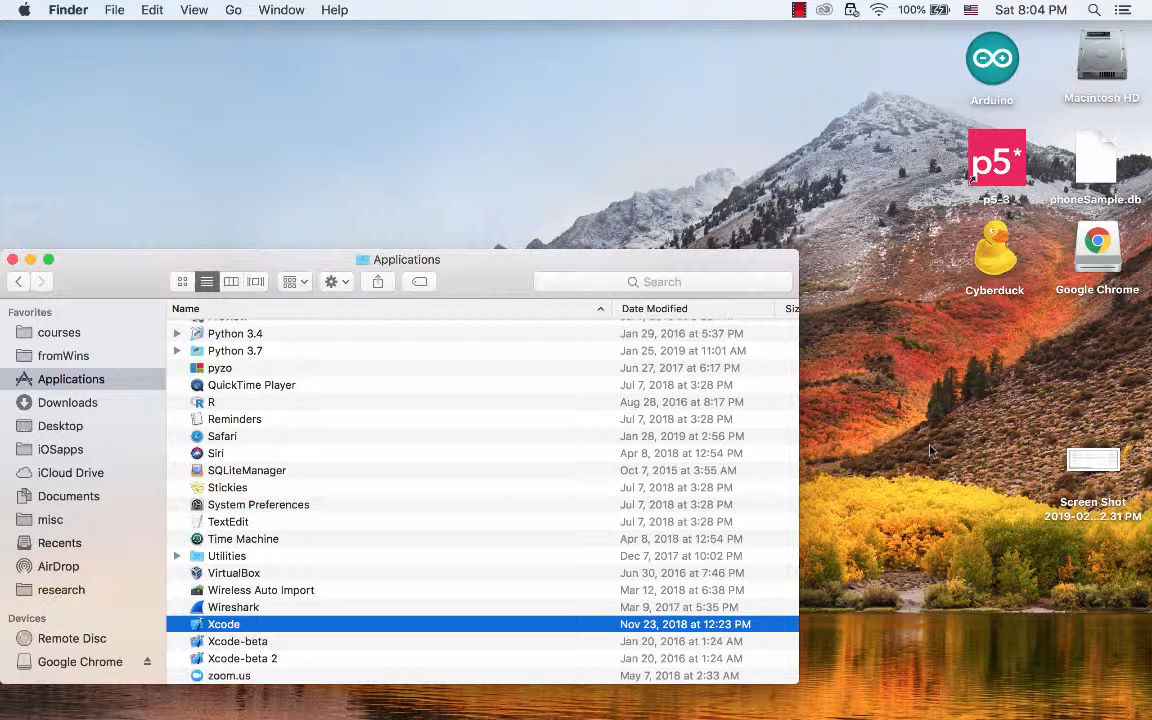 Finder File Edit View Go Window Help 100% Sat 8:04 PM
Arduino
Macintosh HD
p5*
p5-3
phoneSample.db
Cyberduck
Google Chrome
Screen Shot
2019-02...2.31 PM
Applications
Search
Favorites
courses
fromWins
Applications
Downloads
Desktop
iOSapps
iCloud Drive
Documents
misc
Recents
AirDrop
research
Devices
Remote Disc
Google Chrome
Name Date Modified Siz
Python 3.4 Jan 29, 2016 at 5:37 PM
Python 3.7 Jan 25, 2019 at 11:01 AM
pyzo Jun 27, 2017 at 6:17 PM
QuickTime Player Jul 7, 2018 at 3:28 PM
R Aug 28, 2016 at 8:17 PM
Reminders Jul 7, 2018 at 3:28 PM
Safari Jan 28, 2019 at 2:56 PM
Siri Apr 8, 2018 at 12:54 PM
SQLiteManager Oct 7, 2015 at 3:55 AM
Stickies Jul 7, 2018 at 3:28 PM
System Preferences Jul 7, 2018 at 3:28 PM
TextEdit Jul 7, 2018 at 3:28 PM
Time Machine Apr 8, 2018 at 12:54 PM
Utilities Dec 7, 2017 at 10:02 PM
VirtualBox Jun 30, 2016 at 7:46 PM
Wireless Auto Import Mar 12, 2018 at 6:38 PM
Wireshark Mar 9, 2017 at 5:35 PM
Xcode Nov 23, 2018 at 12:23 PM
Xcode-beta Jan 20, 2016 at 1:24 AM
Xcode-beta 2 Jan 20, 2016 at 1:24 AM
zoom.us May 7, 2018 at 2:33 AM